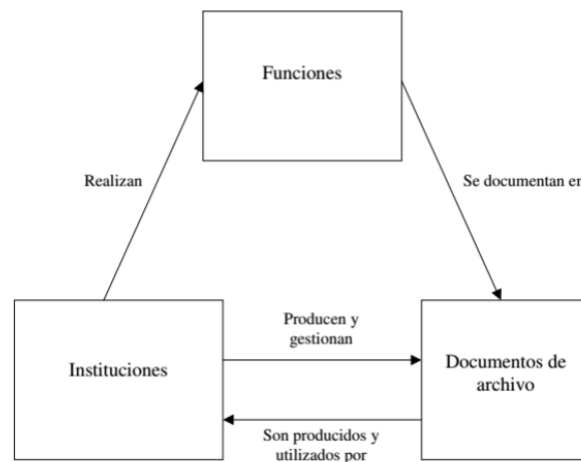 Funciones
Realizan
Se documentan en
Producen y
gestionan
Instituciones
Documentos de
archivo
Son producidos y
utilizados por